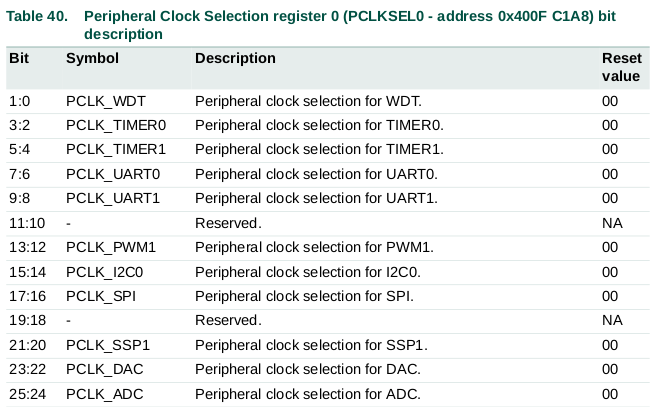 Table 40. Peripheral Clock Selection register 0 (PCLKSEL0 - address 0x400F C1A8) bit
description
Bit Symbol Description Reset
value
1:0 PCLK_WDT Peripheral clock selection for WDT. 00
3:2 PCLK_TIMER0 Peripheral clock selection for TIMER0. 00
5:4 PCLK_TIMER1 Peripheral clock selection for TIMER1. 00
7:6 PCLK_UART0 Peripheral clock selection for UART0. 00
9:8 PCLK_UART1 Peripheral clock selection for UART1. 00
11:10 - Reserved. NA
13:12 PCLK_PWM1 Peripheral clock selection for PWM1. 00
15:14 PCLK_I2C0 Peripheral clock selection for I2C0. 00
17:16 PCLK_SPI Peripheral clock selection for SPI. 00
19:18 - Reserved. NA
21:20 PCLK_SSP1 Peripheral clock selection for SSP1. 00
23:22 PCLK_DAC Peripheral clock selection for DAC. 00
25:24 PCLK_ADC Peripheral clock selection for ADC. 00